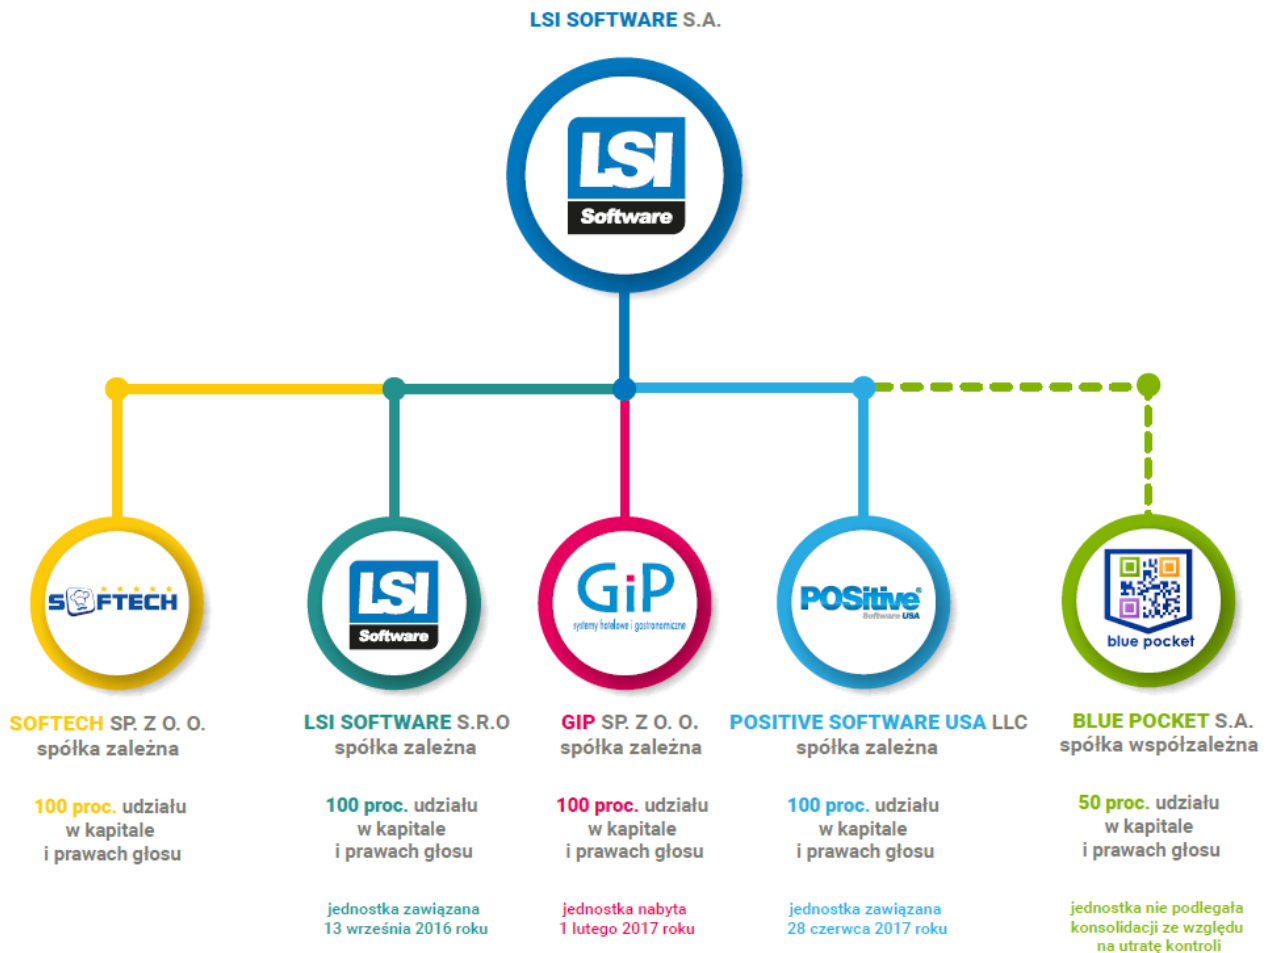 LSI SOFTWARE S.A.
LSI
Software
SOFTECH
LSI
Software
GiP
systemy hotelowe i gastronomiczne
POSitive®
Software USA
blue pocket
SOFTECH SP. Z O. O.
spółka zależna
100 proc. udziału
w kapitale
i prawach głosu
LSI SOFTWARE S.R.O
spółka zależna
100 proc. udziału
w kapitale
i prawach głosu
jednostka zawiązana
13 września 2016 roku
GIP SP. Z O. O.
spółka zależna
100 proc. udziału
w kapitale
i prawach głosu
jednostka nabyta
1 lutego 2017 roku
POSITIVE SOFTWARE USA LLC
spółka zależna
100 proc. udziału
w kapitale
i prawach głosu
jednostka zawiązana
28 czerwca 2017 roku
BLUE POCKET S.A.
spółka współzależna
50 proc. udziału
w kapitale
i prawach głosu
jednostka nie podlegała
konsolidacji ze względu
na utratę kontroli